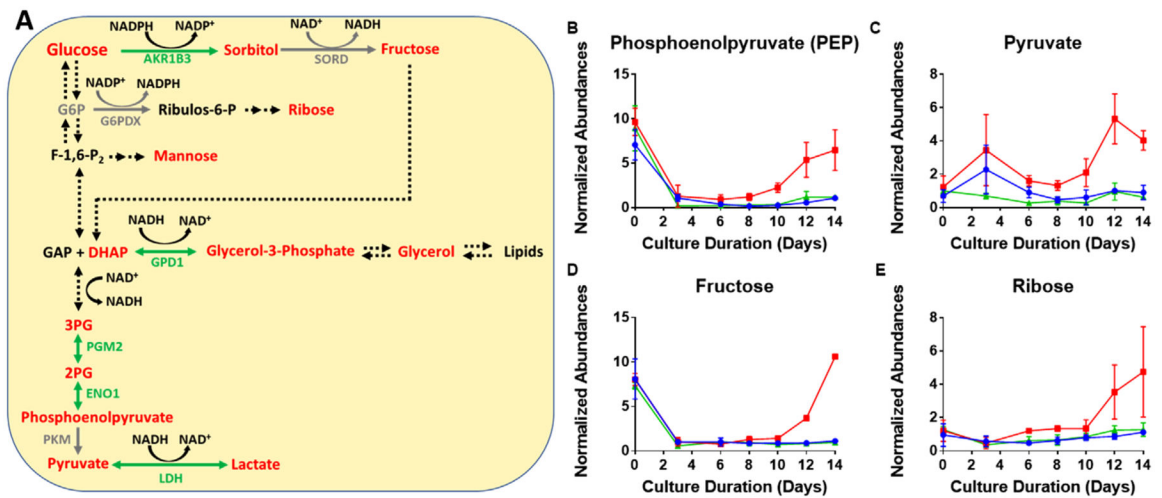 A
NADPH NADP+ NAD+ NADH
Glucose Sorbitol Fructose
AKR1B3 SORD
NADP+ NADPH
G6P Ribulos-6-P Ribose
G6PDX
F-1,6-P2 Mannose
NADH NAD+
GAP + DHAP Glycerol-3-Phosphate Glycerol Lipids
GPD1
NAD+
NADH
3PG
PGM2
2PG
ENO1
Phosphoenolpyruvate
PKM NADH NAD+
Pyruvate Lactate
LDH
B
Phosphoenolpyruvate (PEP)
Normalized Abundances
15
10
5
0
0 2 4 6 8 10 12 14
Culture Duration (Days)
C
Pyruvate
Normalized Abundances
8
6
4
2
0
0 2 4 6 8 10 12 14
Culture Duration (Days)
D
Fructose
Normalized Abundances
15
10
5
0
0 2 4 6 8 10 12 14
Culture Duration (Days)
E
Ribose
Normalized Abundances
8
6
4
2
0
0 2 4 6 8 10 12 14
Culture Duration (Days)